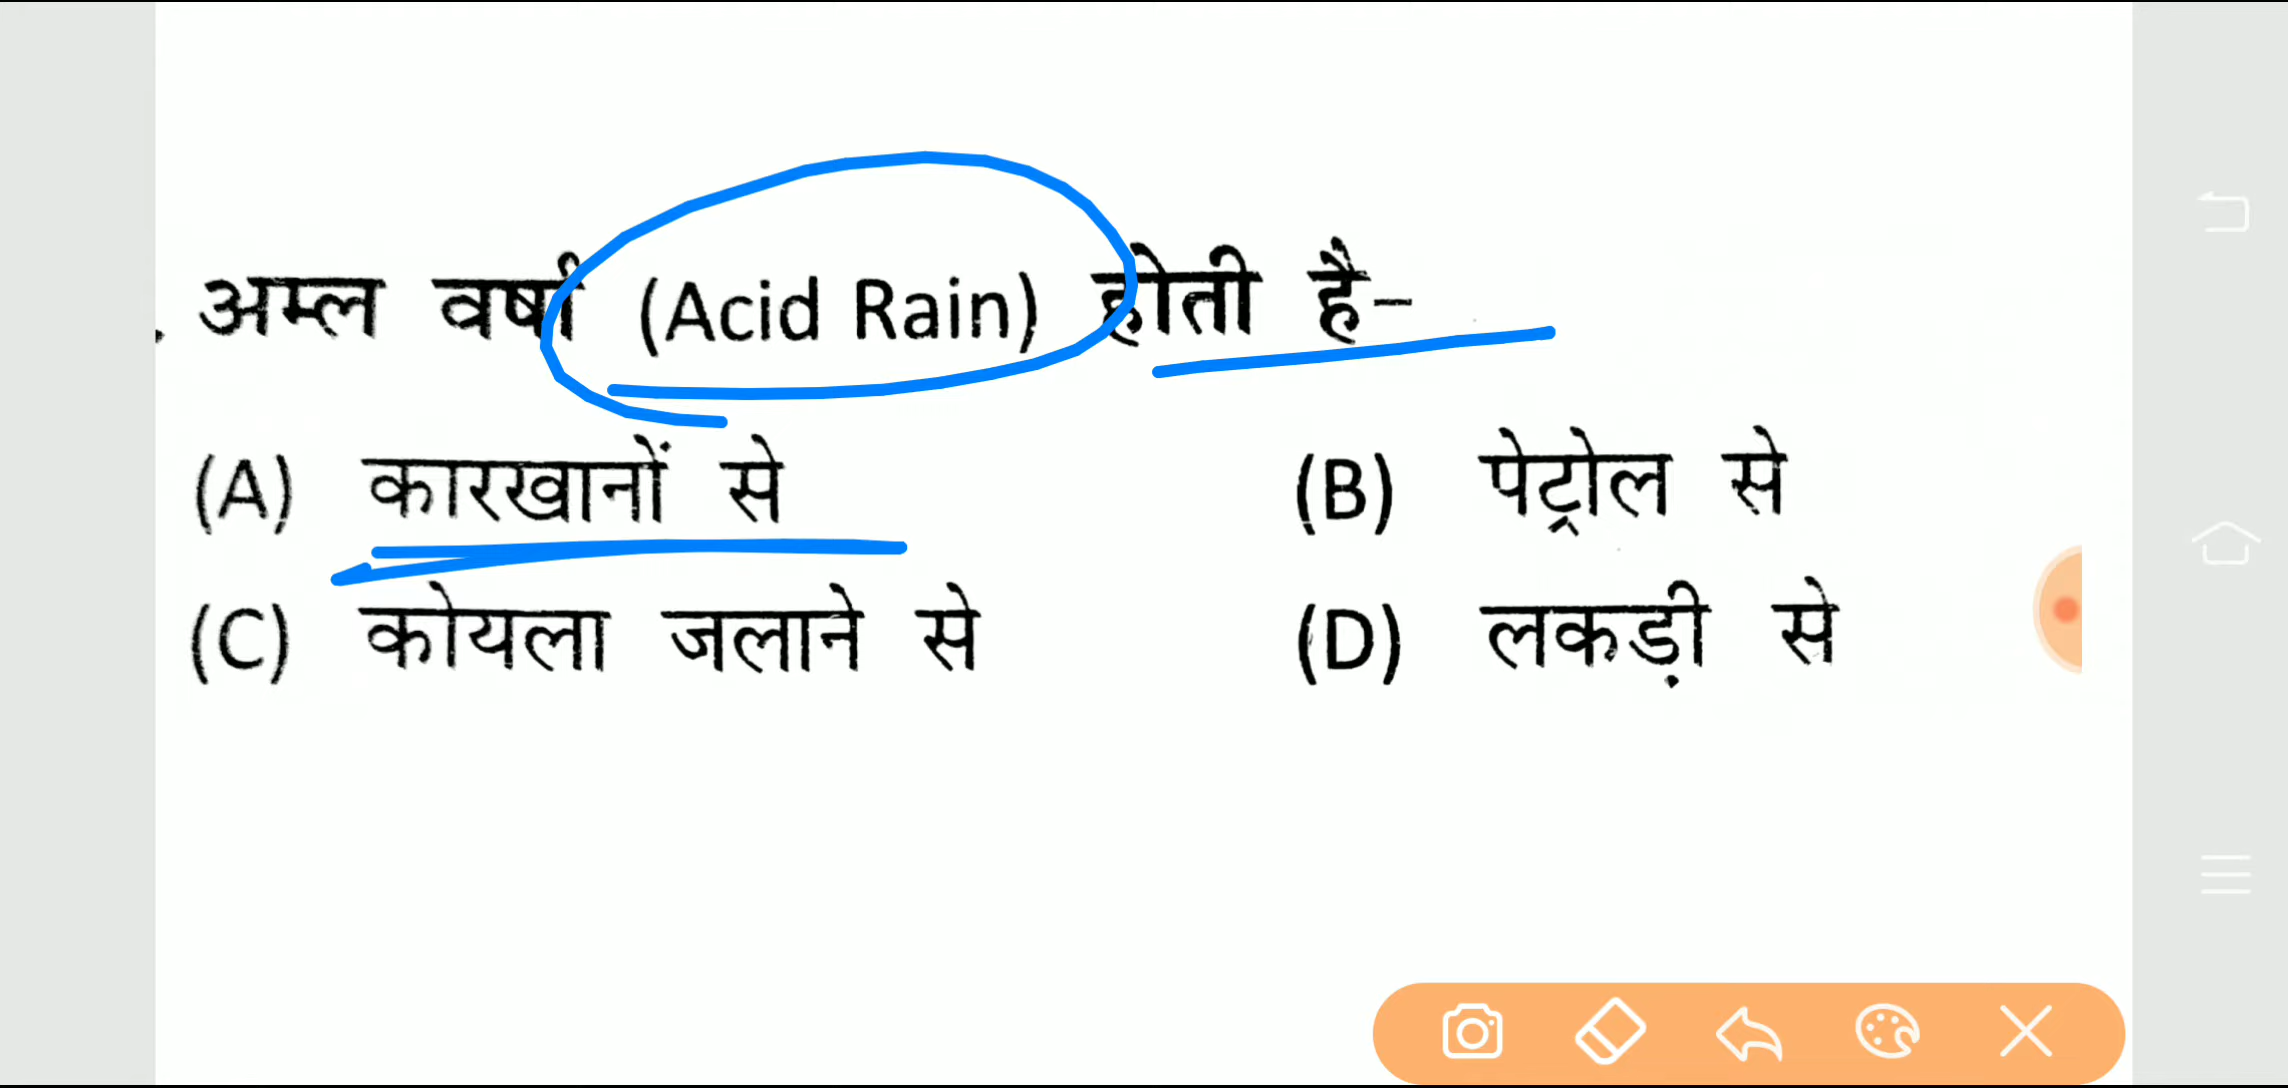 . अम्ल वर्षा (Acid Rain) होती है–
(A) कारखानों से (B) पेट्रोल से
(C) कोयला जलाने से (D) लकड़ी से